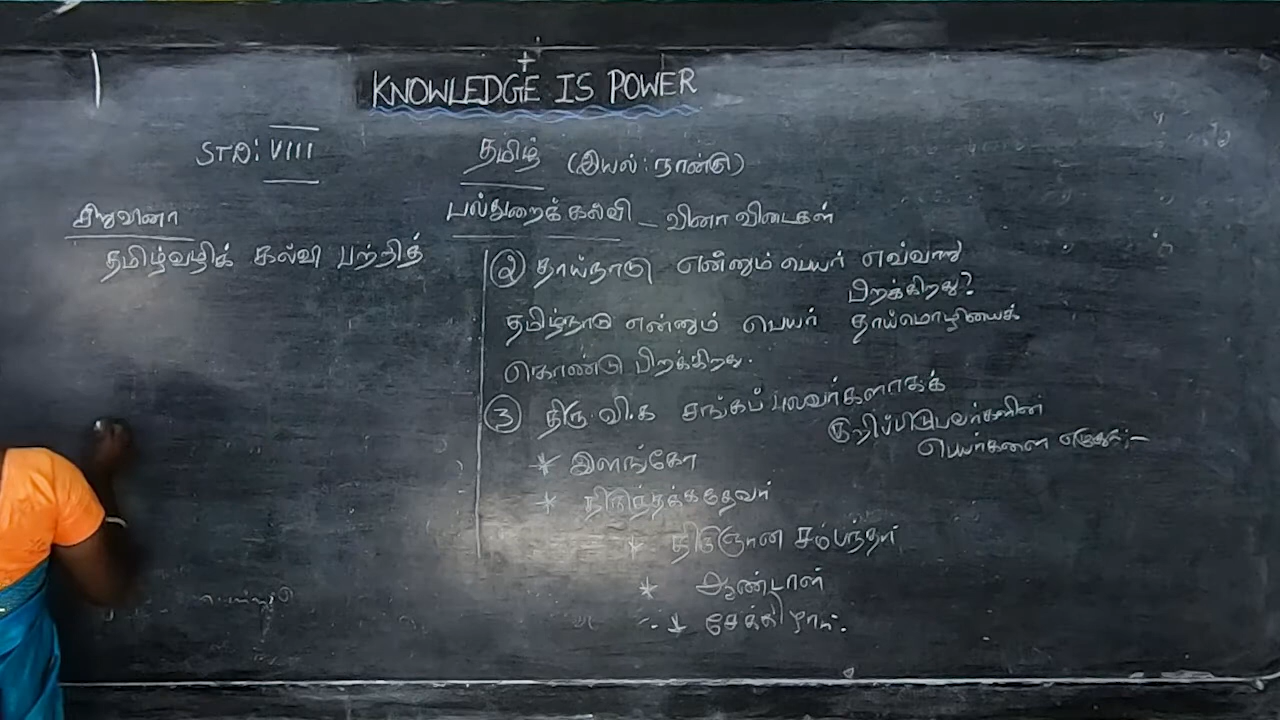 KNOWLEDGE IS POWER
STD: VIII
தமிழ் (இயல் : நான்கு)
பல்துறைக் கல்வி - வினா விடைகள்
சிறுவினா
தமிழ்வழிக் கல்வி பற்றித்
② தாய்நாடு என்னும் பெயர் எவ்வாறு
பிறக்கிறது?
தமிழ்நாடு என்னும் பெயர் தாய்மொழியைக்
கொண்டு பிறக்கிறது.
③ திரு.வி.க சங்கப் புலவர்களாகக்
குறிப்பிடுபவர்களின்
பெயர்களை எழுதுக:-
* இளங்கோ
* திருத்தக்கதேவர்
* திருஞான சம்பந்தர்
* ஆண்டாள்
* சேக்கிழார்.